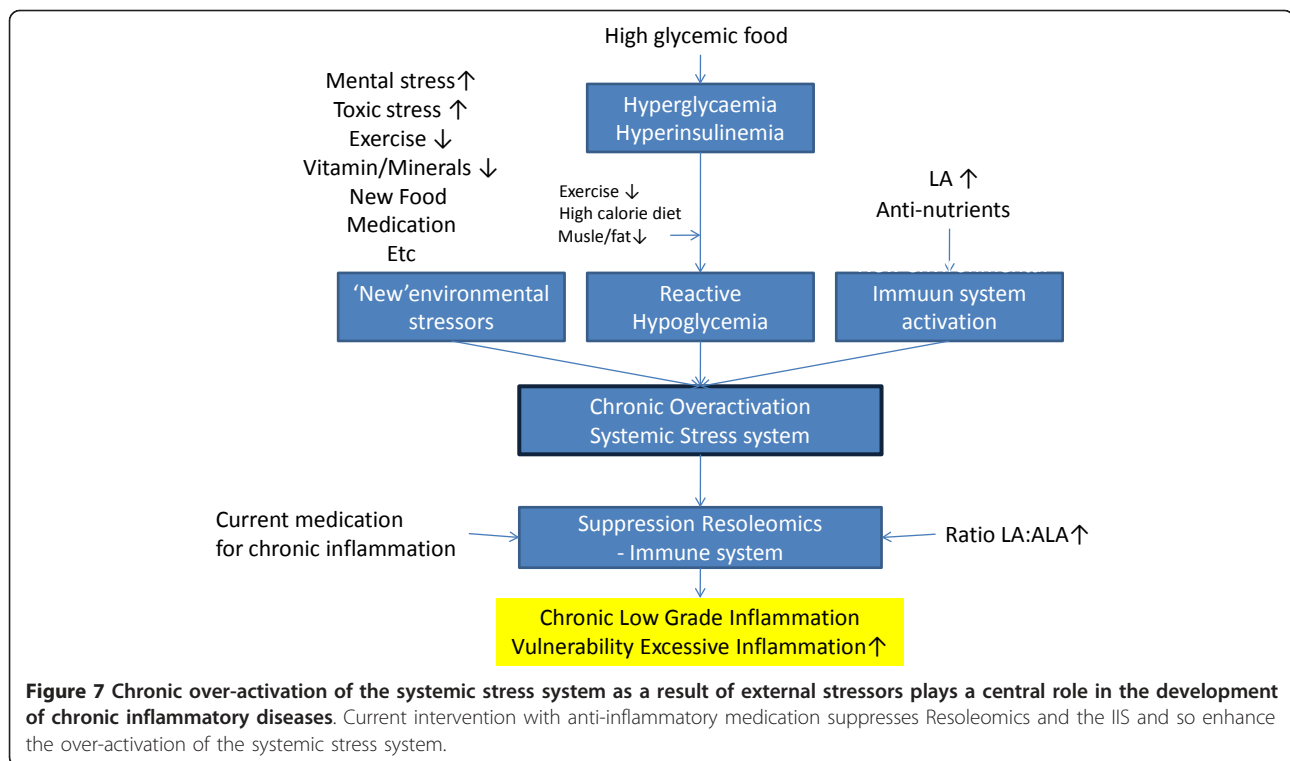 High glycemic food
Mental stress↑
Toxic stress ↑
Exercise ↓
Vitamin/Minerals ↓
New Food
Medication
Etc
Hyperglycaemia
Hyperinsulinemia
Exercise ↓
High calorie diet
Musle/fat↓
LA ↑
Anti-nutrients
'New'environmental
stressors
Reactive
Hypoglycemia
Immuun system
activation
Chronic Overactivation
Systemic Stress system
Current medication
for chronic inflammation
Suppression Resoleomics
- Immune system
Ratio LA:ALA↑
Chronic Low Grade Inflammation
Vulnerability Excessive Inflammation↑
Figure 7 Chronic over-activation of the systemic stress system as a result of external stressors plays a central role in the development
of chronic inflammatory diseases. Current intervention with anti-inflammatory medication suppresses Resoleomics and the IIS and so enhance
the over-activation of the systemic stress system.